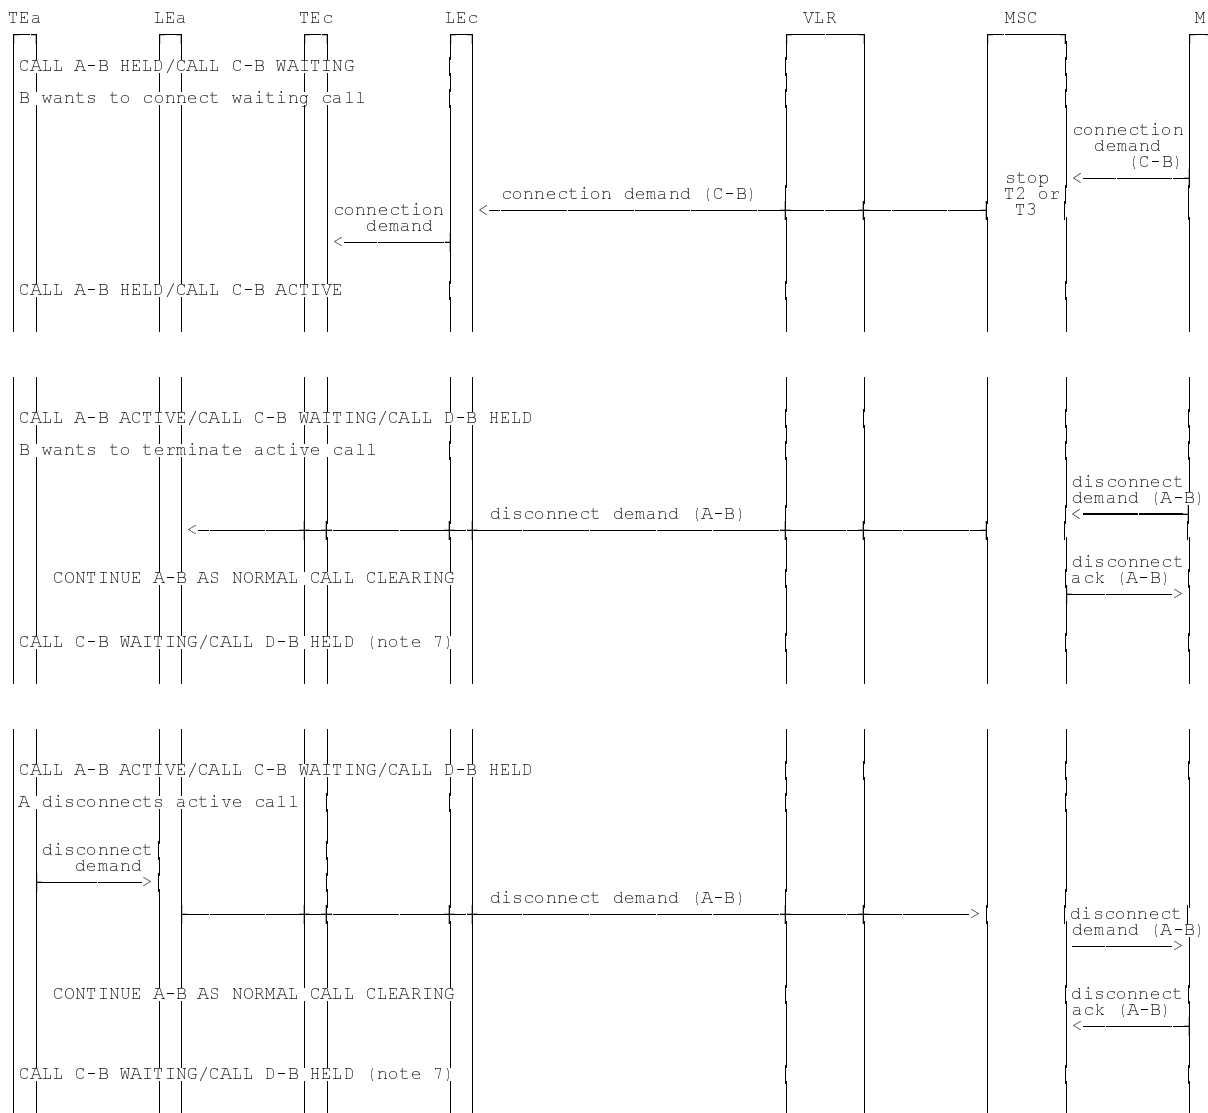 TEa LEa TEc LEc VLR MSC M
CALL A-B HELD/CALL C-B WAITING
B wants to connect waiting call
connection
demand
(C-B)
stop
T2 or
T3
connection demand (C-B)
connection
demand
CALL A-B HELD/CALL C-B ACTIVE
CALL A-B ACTIVE/CALL C-B WAITING/CALL D-B HELD
B wants to terminate active call
disconnect
demand (A-B)
disconnect demand (A-B)
disconnect
ack (A-B)
CONTINUE A-B AS NORMAL CALL CLEARING
CALL C-B WAITING/CALL D-B HELD (note 7)
CALL A-B ACTIVE/CALL C-B WAITING/CALL D-B HELD
A disconnects active call
disconnect
demand
disconnect demand (A-B)
disconnect
demand (A-B)
CONTINUE A-B AS NORMAL CALL CLEARING
disconnect
ack (A-B)
CALL C-B WAITING/CALL D-B HELD (note 7)